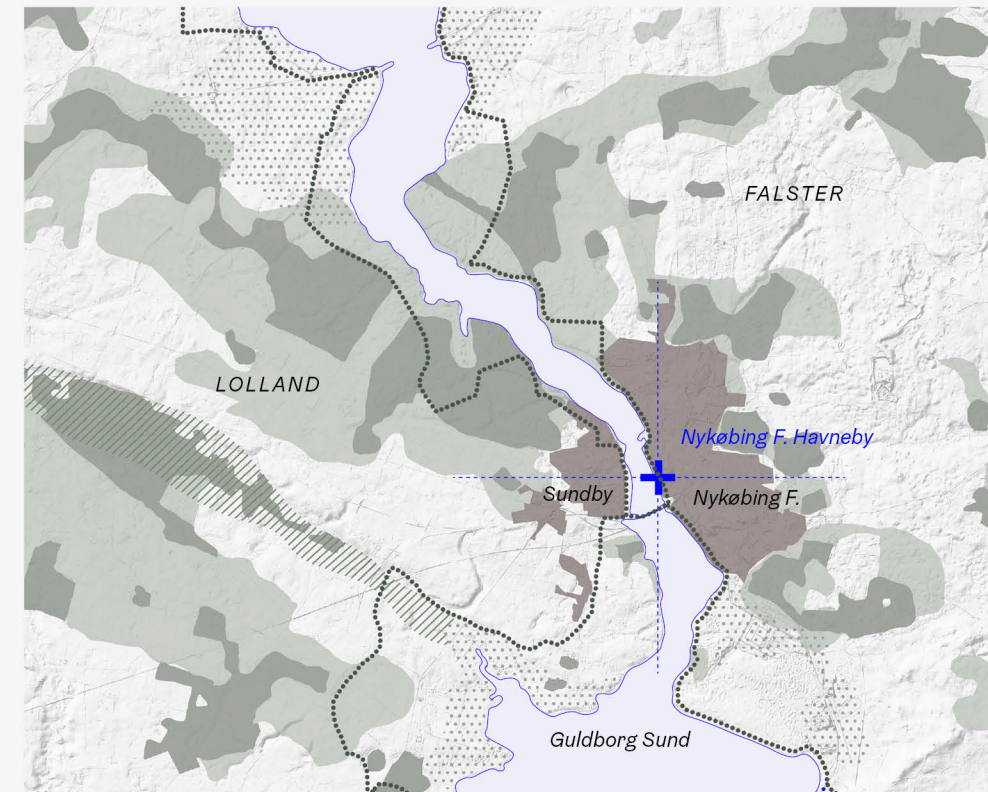 FALSTER
LOLLAND
Nykøbing F. Havneby
Sundby
Nykøbing F.
Guldborg Sund